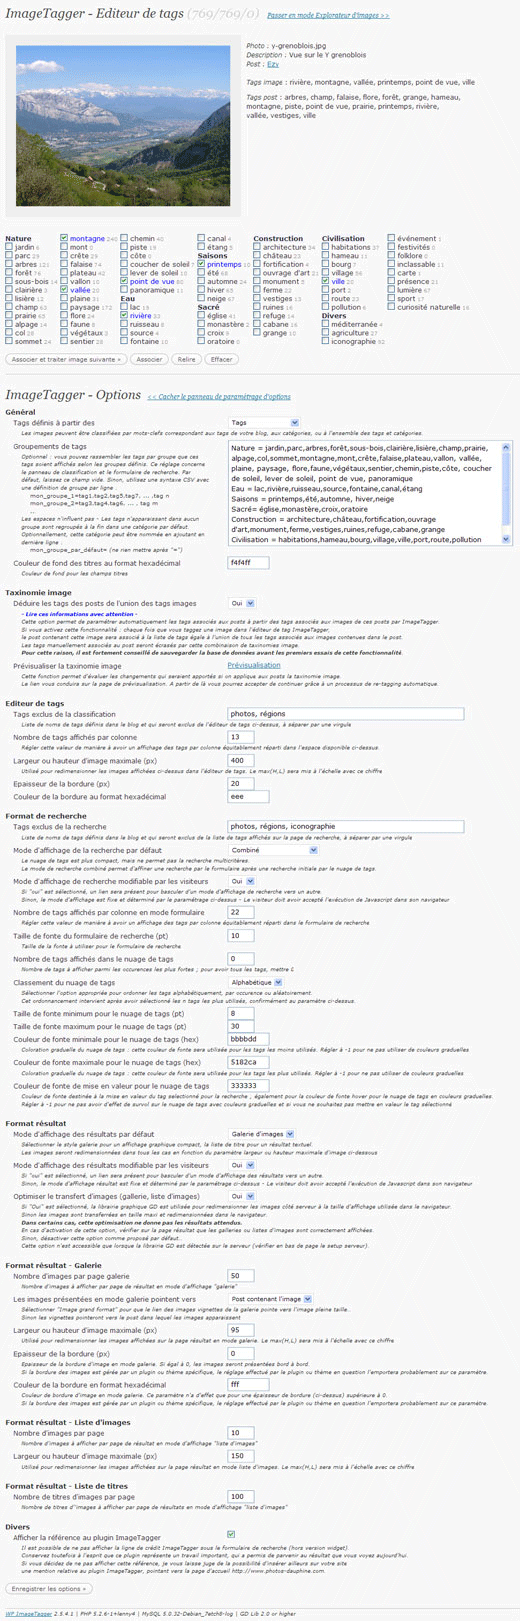 ImageTagger - Editeur de tags (769/769/0) Passer en mode Explorateur d'images >>
Photo : y-grenoblois.jpg
Description : Vue sur le Y grenoblois
Post : Ezy
Tags image : rivière, montagne, vallée, printemps, point de vue, ville
Tags post : arbres, champ, falaise, flore, forêt, grange, hameau,
montagne, piste, point de vue, prairie, printemps, rivière,
vallée, vestiges, ville
Nature
jardin 6
parc 29
arbres 121
forêt 76
sous-bois
clairière 3
lisière 12
champ 63
prairie 65
alpage 14
col 28
sommet 24
montagne 240
mont 2
crête 29
falaise 74
plateau 42
vallon 10
vallée 20
plaine 31
paysage 172
flore 24
faune 8
végétaux 3
sentier 28
chemin 40
piste 19
côte 0
coucher de soleil 7
lever de soleil 10
point de vue 80
panoramique 11
Eau
lac 19
rivière 33
ruisseau 8
source 4
fontaine 10
canal 4
étang 5
Saisons
printemps
été 68
automne 24
hiver 63
neige 67
Sacré
église 41
monastère 2
croix 9
oratoire 0
Construction
architecture 34
château 23
fortification 4
ouvrage d'art 21
monument 5
ferme 22
vestiges 13
ruines 16
refuge 14
cabane 16
grange 10
Civilisation
habitations 37
hameau 11
bourg 7
village 56
ville 20
port 2
route 23
pollution 6
Divers
méditerranée 4
agriculture 27
iconographie 92
événement 1
festivités 0
folklore 0
inclassable 11
carte 1
présence 22
lumière 67
sport 17
curiosité naturelle 15
Associer et traiter image suivante » Associer Relire Effacer
ImageTagger - Options << Cacher le panneau de paramétrage d'options
Général
Tags définis à partir des Tags
Les images peuvent être classifiées par mots-clefs correspondant aux tags de votre blog, aux catégories, ou à l'ensemble des tags et catégories.
Groupements de tags
Optionnel : vous pouvez rassembler les tags par groupe que ces
tags soient affichés selon les groupes définis. Ce réglage concerne
le panneau de classification et le formulaire de recherche. Par
défaut, laissez ce champ vide. Sinon, utilisez une syntaxe CSV avec
une définition de groupe par ligne :
mon_groupe_1=tag1,tag2,tag5,tag7, ... ,tag n
mon_groupe_2=tag3,tag4,tag6, ... , tag m
...
Les espaces n'influent pas - Les tags n'apparaissant dans aucun
groupe sont regroupés à la fin dans une catégorie par défaut.
Optionnellement, cette catégorie peut être nommée en ajoutant en
dernière ligne :
mon_groupe_par_défaut= (ne rien mettre après "=")
Nature = jardin,parc,arbres,forêt,sous-bois,clairière,lisière,champ,prairie,
alpage,col,sommet,montagne,mont,crête,falaise,plateau,vallon, vallée,
plaine, paysage, flore,faune,végétaux,sentier,chemin,piste,côte, coucher
de soleil, lever de soleil, point de vue, panoramique
Eau = lac,rivière,ruisseau,source,fontaine,canal,étang
Saisons = printemps,été,automne, hiver,neige
Sacré= église,monastère,croix,oratoire
Construction = architecture,château,fortification,ouvrage
d'art,monument,ferme,vestiges,ruines,refuge,cabane,grange
Civilisation = habitations,hameau,bourg,village,ville,port,route,pollution
Couleur de fond des titres au format hexadécimal f4f4ff
Couleur de fond pour les champs titres
Taxinomie image
Déduire les tags des posts de l'union des tags images Oui
- Lire ces informations avec attention -
Cette option permet de paramétrer automatiquement les tags associés aux posts à partir des tags associés aux images de ces posts par ImageTagger.
Si vous activez cette fonctionnalité : chaque fois que vous taggez une image dans l'éditeur de tag ImageTagger,
le post contenant cette image sera associé à la liste de tags égale à l'union de tous les tags associés aux images contenues dans le post.
Les tags manuellement associés au post seront écrasés par cette combinaison de taxinomies image.
Pour cette raison, il est fortement conseillé de sauvegarder la base de données avant les premiers essais de cette fonctionnalité.
Prévisualiser la taxinomie image Prévisualisation
Cette fonction permet d'évaluer les changements qui seraient apportés si on applique aux posts la taxinomie image.
Le lien vous conduira sur la page de prévisualisation. A partir de là vous pourrez accepter de continuer grâce à un processus de re-tagging automatique.
Editeur de tags
Tags exclus de la classification photos, régions
Liste de noms de tags définis dans le blog et qui seront exclus de l'éditeur de tags ci-dessus, à séparer par une virgule
Nombre de tags affichés par colonne 13
Régler cette valeur de manière à avoir un affichage des tags par colonne équitablement réparti dans l'espace disponible ci-dessus.
Largeur ou hauteur d'image maximale (px) 400
Utilisé pour redimensionner les images affichées ci-dessus dans l'éditeur de tags. Le max(H,L) sera mis à l'échelle avec ce chiffre
Epaisseur de la bordure (px) 20
Couleur de la bordure au format hexadécimal eee
Format de recherche
Tags exclus de la recherche photos, régions, iconographie
Liste de noms de tags définis dans le blog et qui seront exclus de la liste de tags affichés sur la page de recherche, à séparer par une virgule
Mode d'affichage de la recherche par défaut Combiné
Le nuage de tags est plus compact, mais ne permet pas la recherche multicritères.
Le mode de recherche combiné permet d'affiner une recherche par le formulaire après une recherche initiale par le nuage de tags.
Mode d'affichage de recherche modifiable par les visiteurs Oui
Si "oui" est sélectionné, un lien sera présent pour basculer d'un mode d'affichage de recherche vers un autre.
Sinon, le mode d'affichage est fixe et déterminé par le paramétrage ci-dessus - Le visiteur doit avoir accepté l'exécution de Javascript dans son navigateur
Nombre de tags affichés par colonne en mode formulaire 22
Régler cette valeur de manière à avoir un affichage des tags par colonne équitablement réparti dans le formulaire de recherche
Taille de fonte du formulaire de recherche (pt) 10
Taille de la fonte à utiliser pour le formulaire de recherche
Nombre de tags affichés dans le nuage de tags 0
Nombre de tags à afficher parmi les occurences les plus fortes ; pour avoir tous les tags, mettre 0
Classement du nuage de tags Alphabétique
Sélectionner l'option appropriée pour ordonner les tags alphabétiquement, par occurence ou aléatoirement.
Cet ordonnancement intervient après avoir sélectionné les n tags les plus utilisés, conformément au paramètre ci-dessus.
Taille de fonte minimum pour le nuage de tags (pt) 8
Taille de fonte maximum pour le nuage de tags (pt) 30
Couleur de fonte minimale pour le nuage de tags (hex) bbbbdd
Coloration graduelle du nuage de tags : cette couleur de fonte sera utilisée pour les tags les moins utilisés. Régler à -1 pour ne pas utiliser de couleurs graduelles
Couleur de fonte maximale pour le nuage de tags (hex) 5182ca
Coloration graduelle du nuage de tags : cette couleur de fonte sera utilisée pour les tags les plus utilisés. Régler à -1 pour ne pas utiliser de couleurs graduelles
Couleur de fonte de mise en valeur pour le nuage de tags 333333
Couleur de fonte destinée à la mise en valeur du tag selectionné pour la recherche ; également pour la couleur de fonte hover pour le nuage de tags en couleurs graduelles.
Régler à -1 pour ne pas avoir d'effet de survol sur le nuage de tags avec couleurs graduelles et si vous ne souhaitez pas mettre en valeur le tag sélectionné
Format résultat
Mode d'affichage des résultats par défaut Galerie d'images
Sélectionner le style galerie pour un affichage graphique compact, la liste de titre pour un résultat textuel.
Les images seront redimensionnées dans tous les cas en fonction du paramètre largeur ou hauteur maximale d'image ci-dessous
Mode d'affichage des résultats modifiable par les visiteurs Oui
Si "oui" est sélectionné, un lien sera présent pour basculer d'un mode d'affichage des résultats vers un autre.
Sinon, le mode d'affichage résultat est fixe et déterminé par le paramétrage ci-dessus - Le visiteur doit avoir accepté l'exécution de Javascript dans son navigateur
Optimiser le transfert d'images (gallerie, liste d'images) Oui
Si "Oui" est sélectionné, la librairie graphique GD est utilisée pour redimensionner les images côté serveur à la taille d'affichage utilisée dans le navigateur.
Sinon les images sont transférées en taille maxi et redimensionnées dans le navigateur.
Dans certains cas, cette optimisation ne donne pas les résultats attendus.
En cas d'activation de cette option, vérifier sur la page résultat que les galleries ou listes d'images sont correctement affichées.
Sinon, désactiver cette option comme proposé par défaut.
Cette option n'est accessible que lorsque la librairie GD est détectée sur le serveur (vérifier en bas de page le setup serveur).
Format résultat - Galerie
Nombre d'images par page galerie 50
Nombre d'images à afficher par page de résultat en mode d'affichage "galerie"
Les images présentées en mode galerie pointent vers Post contenant l'image
Sélectionner "Image grand format" pour que le lien des images vignettes de la galerie pointe vers l'image pleine taille.
Sinon les vignettes pointeront vers le post dans lequel les images apparaissent
Largeur ou hauteur d'image maximale (px) 95
Utilisé pour redimensionner les images affichées sur la page résultat en mode galerie. Le max(H,L) sera mis à l'échelle avec ce chiffre
Epaisseur de la bordure (px) 0
Epaisseur de la bordure d'image en mode galerie. Si égal à 0, les images seront présentées bord à bord.
Si la bordure des images est gérée par un plugin ou thème spécifique, le réglage effectué par le plugin ou thème en question l'emportera probablement sur ce paramètre.
Couleur de la bordure en format hexadécimal fff
Couleur de bordure d'image en mode galerie. Ce paramètre n'a d'effet que pour une épaisseur de bordure (ci-dessus) supérieure à 0.
Si la bordure des images est gérée par un plugin ou thème spécifique, le réglage effectué par le plugin ou thème en question l'emportera probablement sur ce paramètre.
Format résultat - Liste d'images
Nombre d'images par page 10
Nombre d'images à afficher par page de résultat en mode d'affichage "liste d'images"
Largeur ou hauteur d'image maximale (px) 150
Utilisé pour redimensionner les images affichées sur la page résultat en mode liste d'images. Le max(H,L) sera mis à l'échelle avec ce chiffre
Format résultat - Liste de titres
Nombre de titres d'images par page 100
Nombre de titres d'images à afficher par page de résultats en mode d'affichage "liste d'images"
Divers
Afficher la référence au plugin ImageTagger
Il est possible de ne pas afficher la ligne de crédit ImageTagger sous le formulaire de recherche (hors version widget).
Conservez toutefois à l'esprit que ce plugin représente un travail important, qui a permis de parvenir au résultat que vous voyez aujourd'hui.
Si vous décidez de ne pas afficher cette référence, je vous laisse juge de la possibilité d'insérer ailleurs sur votre site
une mention relative au plugin ImageTagger, pointant vers la page d'accueil http://www.photos-dauphine.com.
Enregistrer les options »
WP ImageTagger 2.5.4.1 | PHP 5.2.6-1+lenny4 | MySQL 5.0.32-Debian_7etch8-log | GD Lib 2.0 or higher